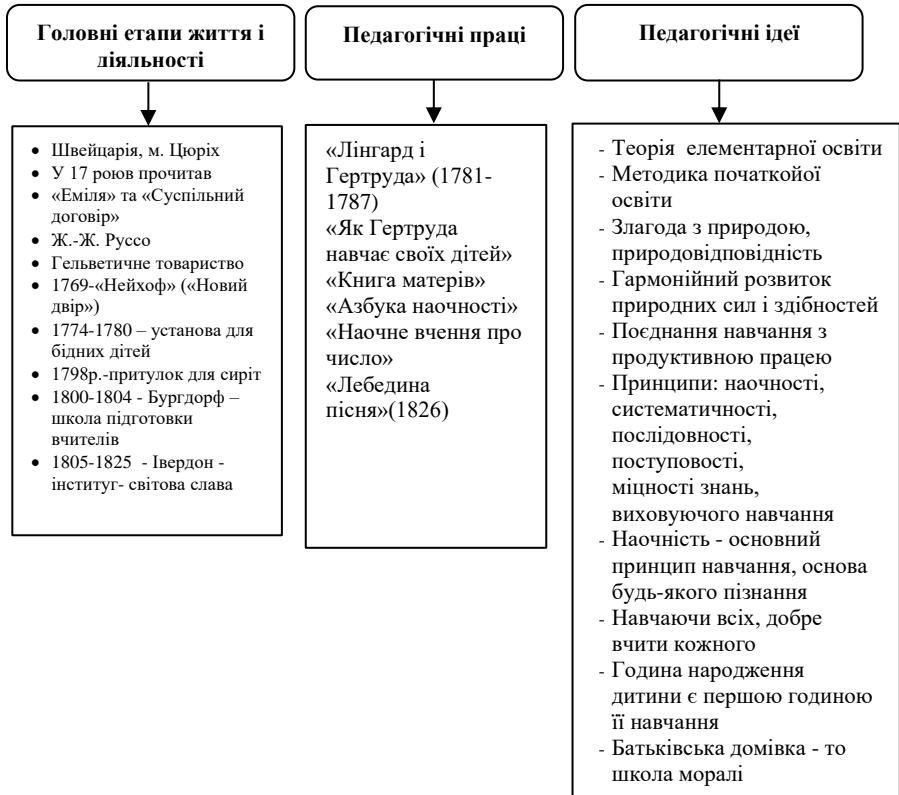 Головні етапи життя і
діяльності
• Швейцарія, м. Цюріх
• У 17 роюв прочитав
• «Еміля» та «Суспільний
договір»
• Ж.-Ж. Руссо
• Гельветичне товариство
• 1769-«Нейхоф» («Новий
двір»)
• 1774-1780 – установа для
бідних дітей
• 1798р.-притулок для сиріт
• 1800-1804 - Бургдорф –
школа підготовки
вчителів
• 1805-1825 - Івердон -
інституг- світова слава
Педагогічні праці
«Лінгард і
Гертруда» (1781-
1787)
«Як Гертруда
навчає своїх дітей»
«Книга матерів»
«Азбука наочності»
«Наочне вчення про
число»
«Лебедина
пісня»(1826)
Педагогічні ідеї
- Теорія елементарної освіти
- Методика початкойої
освіти
- Злагода з природою,
природовідповідність
- Гармонійний розвиток
природних сил і здібностей
- Поєднання навчання з
продуктивною працею
- Принципи: наочності,
систематичності,
послідовності,
поступовості,
міцності знань,
виховуючого навчання
- Наочність - основний
принцип навчання, основа
будь-якого пізнання
- Навчаючи всіх, добре
вчити кожного
- Година народження
дитини є першою годиною
її навчання
- Батьківська домівка - то
школа моралі